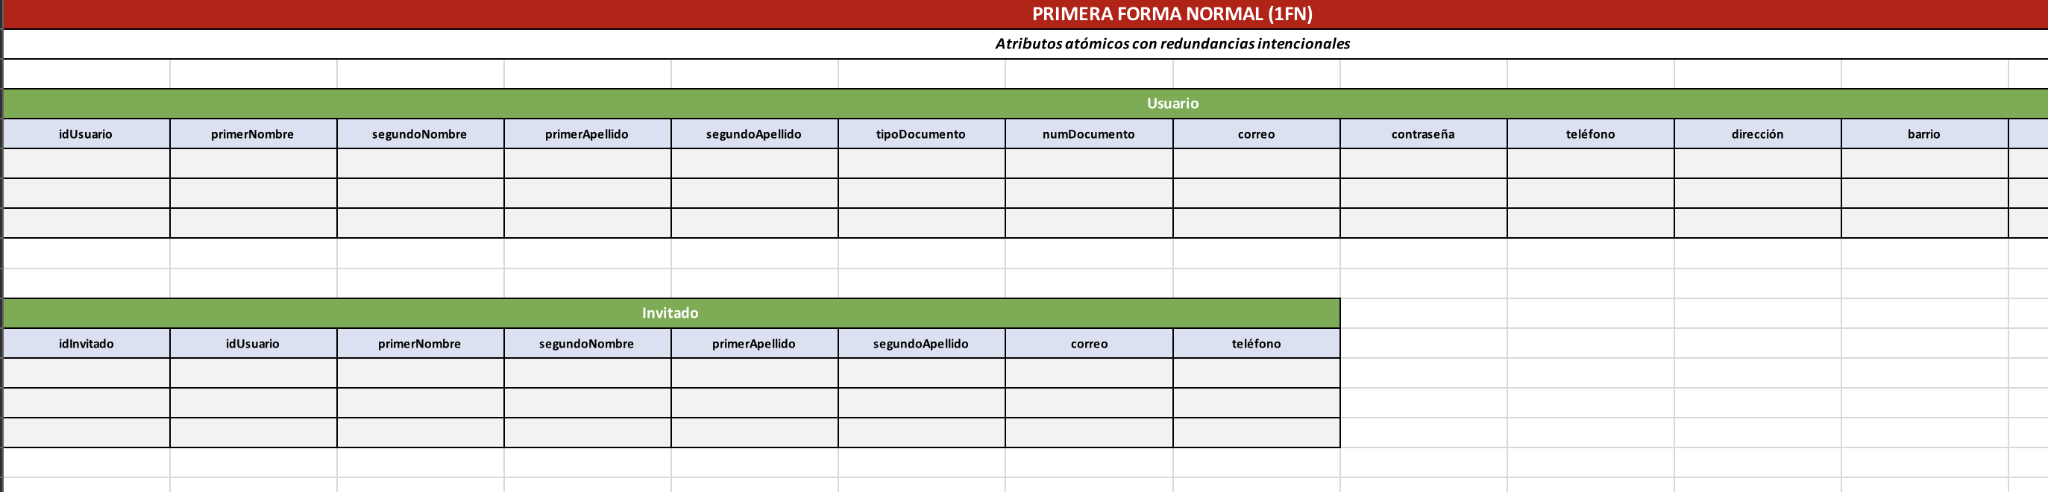 PRIMERA FORMA NORMAL (1FN)
Atributos atómicos con redundancias intencionales
Usuario
idUsuario primerNombre segundoNombre primerApellido segundoApellido tipoDocumento numDocumento correo contraseña teléfono dirección barrio
Invitado
idInvitado idUsuario primerNombre segundoNombre primerApellido segundoApellido correo teléfono